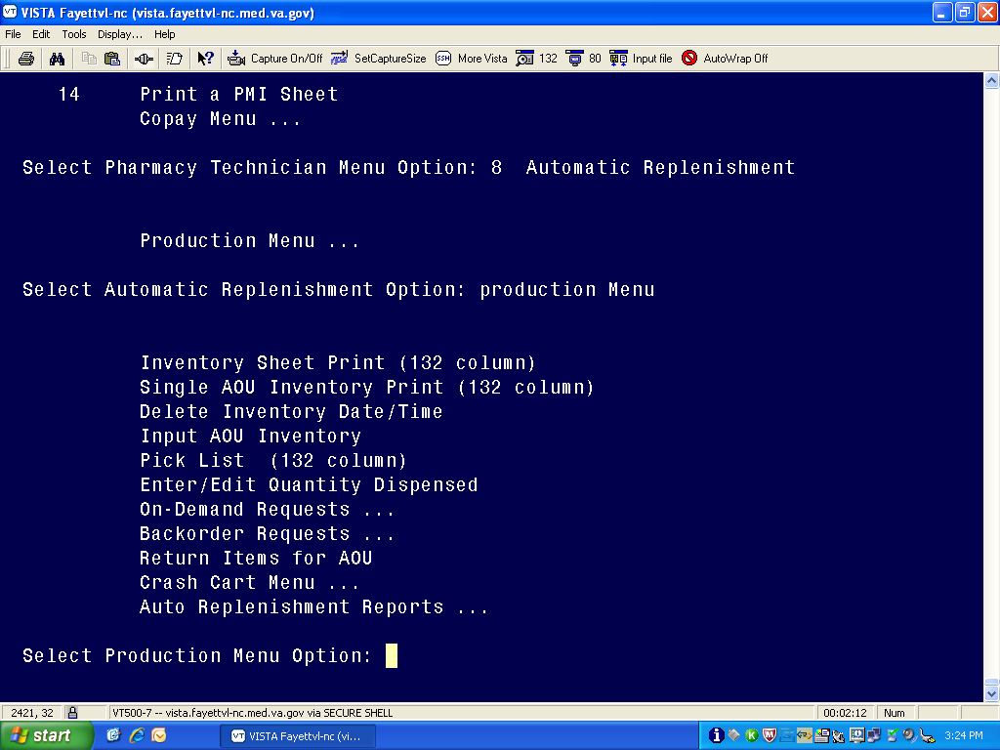 VISTA Fayettvl-nc (vista.fayettvl-nc.med.va.gov)
File Edit Tools Display... Help
Capture On/Off SetCaptureSize SSH More Vista 132 80 Input file AutoWrap Off
14 Print a PMI Sheet
Copay Menu ...
Select Pharmacy Technician Menu Option: 8 Automatic Replenishment
Production Menu ...
Select Automatic Replenishment Option: production Menu
Inventory Sheet Print (132 column)
Single AOU Inventory Print (132 column)
Delete Inventory Date/Time
Input AOU Inventory
Pick List (132 column)
Enter/Edit Quantity Dispensed
On-Demand Requests ...
Backorder Requests ...
Return Items for AOU
Crash Cart Menu ...
Auto Replenishment Reports ...
Select Production Menu Option:
2421, 32 VT500-7 -- vista.fayettvl-nc.med.va.gov via SECURE SHELL 00:02:12 Num
start VISTA Fayettvl-nc (vi... 3:24 PM